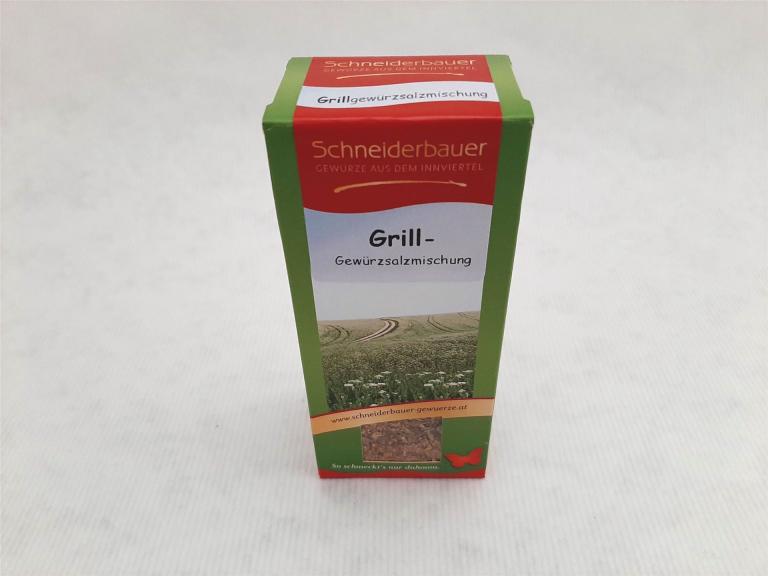 Schneiderbauer
GEWÜRZE AUS DEM INNVIERTEL
Grillgewürzsalzmischung
Schneiderbauer
GEWÜRZE AUS DEM INNVIERTEL
Grill-
Gewürzsalzmischung
www.schneiderbauer-gewuerze.at
So schmeckt's nur dahoam.